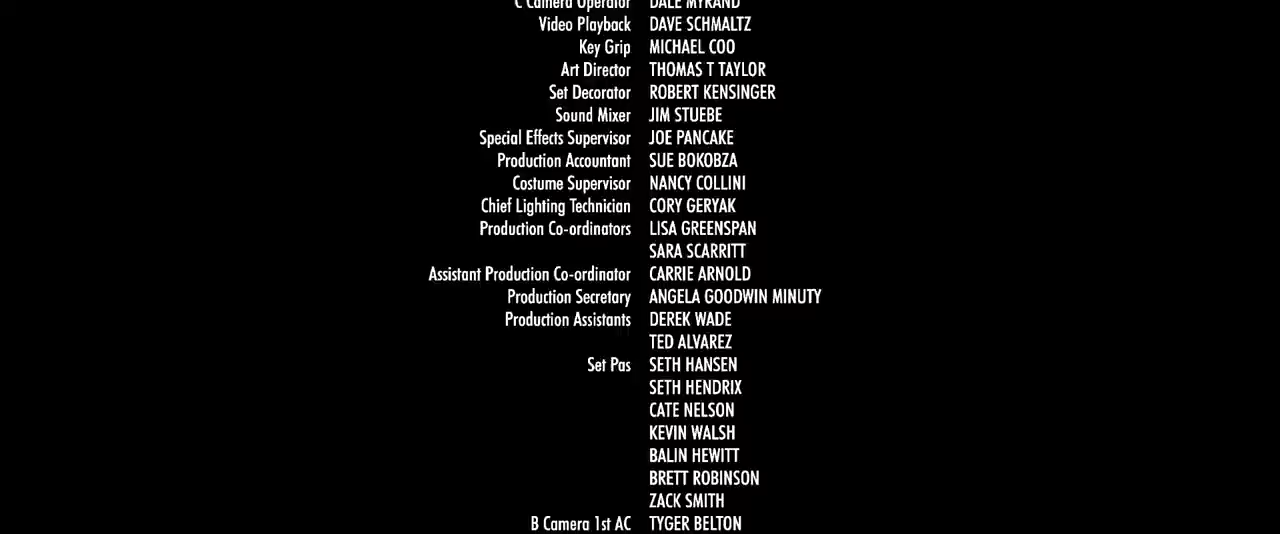 C Camera Operator DALE MYRAND
Video Playback DAVE SCHMALTZ
Key Grip MICHAEL COO
Art Director THOMAS T TAYLOR
Set Decorator ROBERT KENSINGER
Sound Mixer JIM STUEBE
Special Effects Supervisor JOE PANCAKE
Production Accountant SUE BOKOBZA
Costume Supervisor NANCY COLLINI
Chief Lighting Technician CORY GERYAK
Production Co-ordinators LISA GREENSPAN
SARA SCARRITT
Assistant Production Co-ordinator CARRIE ARNOLD
Production Secretary ANGELA GOODWIN MINUTY
Production Assistants DEREK WADE
TED ALVAREZ
Set Pas SETH HANSEN
SETH HENDRIX
CATE NELSON
KEVIN WALSH
BALIN HEWITT
BRETT ROBINSON
ZACK SMITH
B Camera 1st AC TYGER BELTON